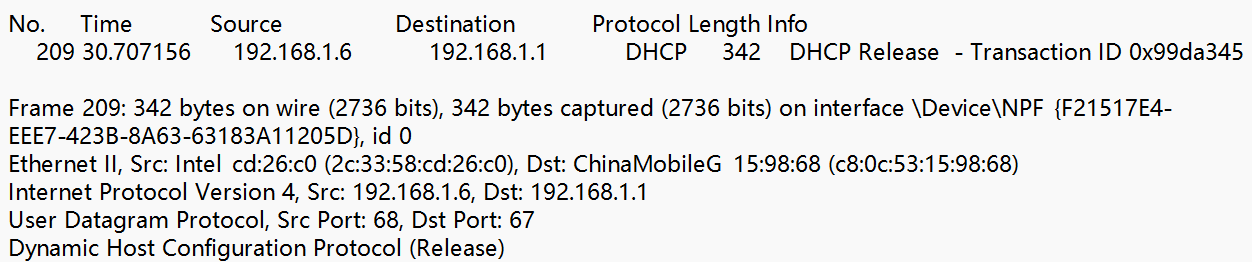 No. Time Source Destination Protocol Length Info
209 30.707156 192.168.1.6 192.168.1.1 DHCP 342 DHCP Release - Transaction ID 0x99da345
Frame 209: 342 bytes on wire (2736 bits), 342 bytes captured (2736 bits) on interface \Device\NPF {F21517E4-
EEE7-423B-8A63-63183A11205D}, id 0
Ethernet II, Src: Intel cd:26:c0 (2c:33:58:cd:26:c0), Dst: ChinaMobileG 15:98:68 (c8:0c:53:15:98:68)
Internet Protocol Version 4, Src: 192.168.1.6, Dst: 192.168.1.1
User Datagram Protocol, Src Port: 68, Dst Port: 67
Dynamic Host Configuration Protocol (Release)